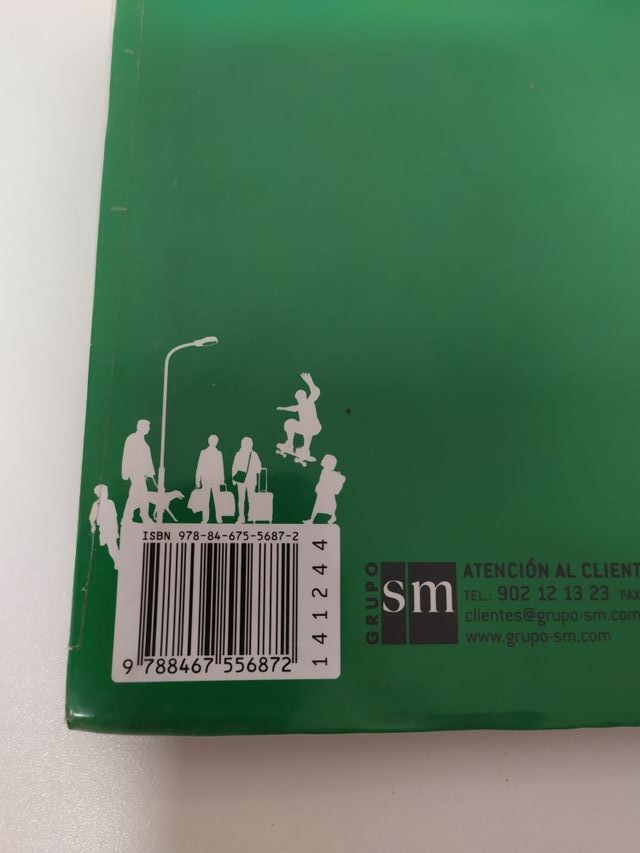 ISBN 978-84-675-5687-2
9 788467 556872
141244
GRUPO
sm
ATENCIÓN AL CLIENT
TEL.: 902 12 13 23 FAX
clientes@grupo-sm.com
www.grupo-sm.com